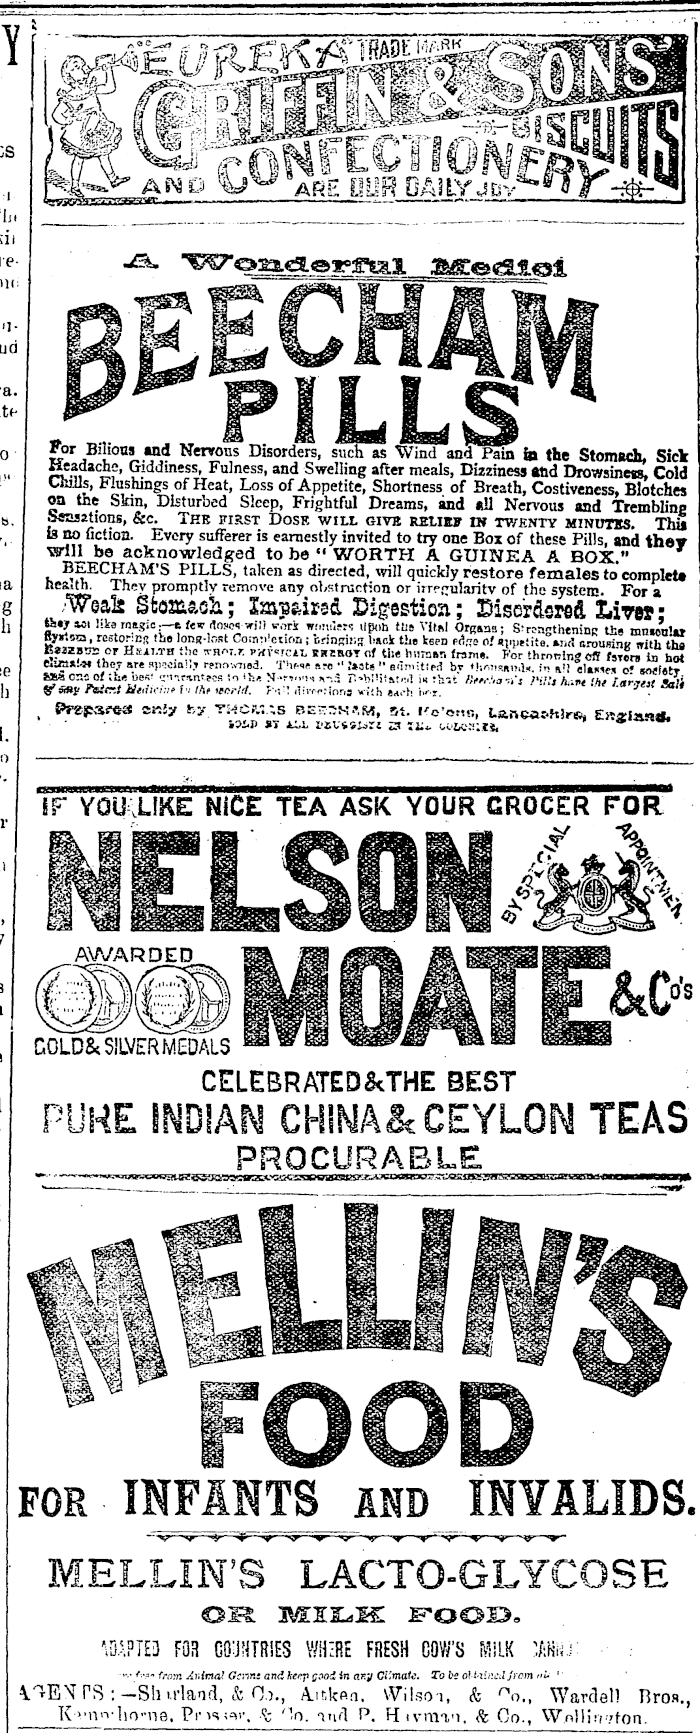 "EUREKA" TRADE MARK
GRIFFIN & SONS'
BISCUITS
AND CONFECTIONERY
ARE OUR DAILY JOY
A Wonderful Medici
BEECHAM
PILLS
For Bilious and Nervous Disorders, such as Wind and Pain in the Stomach, Sick
Headache, Giddiness, Fulness, and Swelling after meals, Dizziness and Drowsiness, Cold
Chills, Flushings of Heat, Loss of Appetite, Shortness of Breath, Costiveness, Blotches
on the Skin, Disturbed Sleep, Frightful Dreams, and all Nervous and Trembling
Sensations, &c. THE FIRST DOSE WILL GIVE RELIEF IN TWENTY MINUTES. This
is no fiction. Every sufferer is earnestly invited to try one Box of these Pills, and they
will be acknowledged to be "WORTH A GUINEA A BOX."
BEECHAM'S PILLS, taken as directed, will quickly restore females to complete
health. They promptly remove any obstruction or irregularity of the system. For a
Weak Stomach; Impaired Digestion; Disordered Liver;
they act like magic:—a few doses will work wonders upon the Vital Organs; Strengthening the muscular
System, restoring the long-lost Complexion; bringing back the keen edge of appetite, and arousing with the
ROSEBUD OF HEALTH the WHOLE PHYSICAL ENERGY of the human frame. For throwing off fevers in hot
climates they are specially renowned. These are "facts" admitted by thousands, in all classes of society,
and one of the best guarantees to the Nervous and Debilitated is that Beecham's Pills have the Largest Sale
of any Patent Medicine in the world. Full directions with each box.
Prepared only by THOMAS BEECHAM, St. Helens, Lancashire, England.
SOLD BY ALL DRUGGISTS IN THE COLONIES.
IF YOU LIKE NICE TEA ASK YOUR GROCER FOR
NELSON
BY SPECIAL APPOINTMEN
AWARDED
GOLD & SILVER MEDALS
MOATE & Co's
CELEBRATED & THE BEST
PURE INDIAN CHINA & CEYLON TEAS
PROCURABLE
MELLIN'S
FOOD
FOR INFANTS AND INVALIDS.
MELLIN'S LACTO-GLYCOSE
OR MILK FOOD.
ADAPTED FOR COUNTRIES WHERE FRESH COW'S MILK CANN
free from Animal Germs and keep good in any Climate. To be obtained from
AGENTS:—Sharland, & Co., Aitken, Wilson, & Co., Wardell Bros.,
Kempthorne, Prosser, & Co. and P. Hayman, & Co., Wellington.